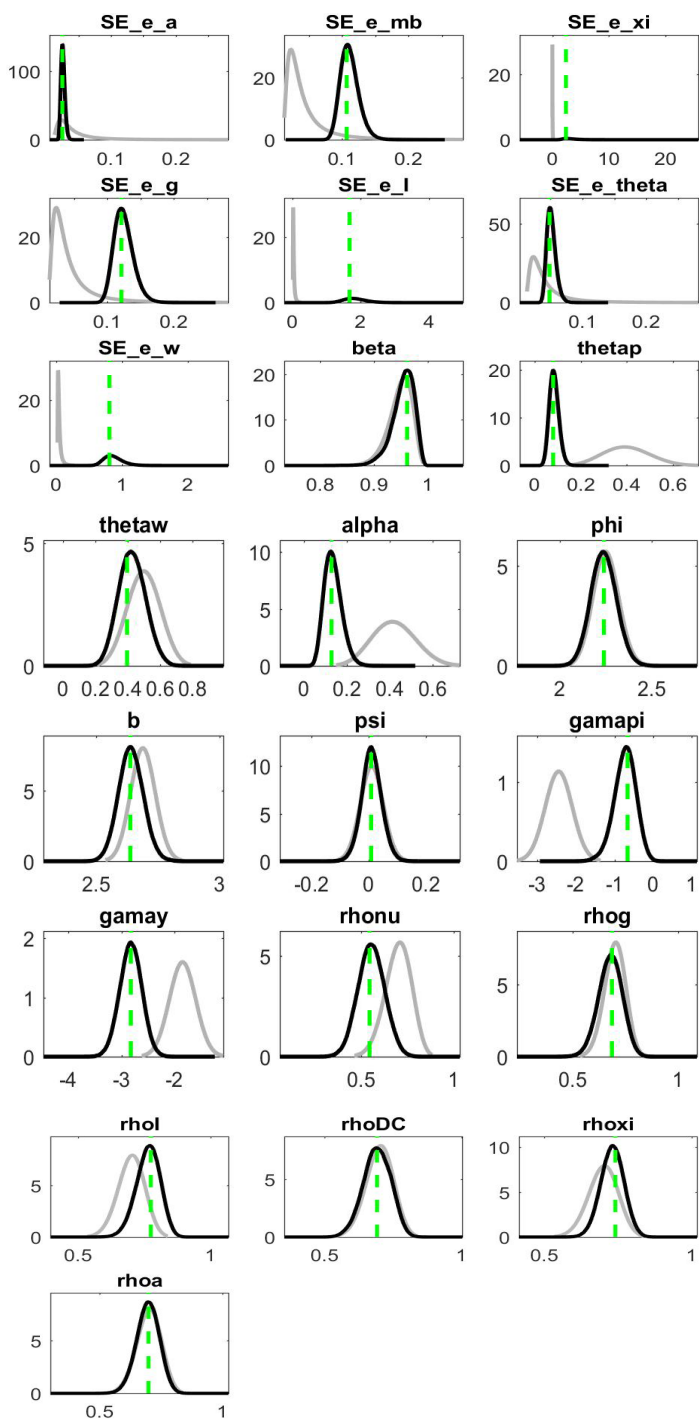 SE_e_a
100
50
0
0.1 0.2
SE_e_mb
20
0
0.1 0.2
SE_e_xi
20
0
0 10 20
SE_e_g
20
0
0.1 0.2
SE_e_l
20
0
0 2 4
SE_e_theta
50
0
0.1 0.2
SE_e_w
20
0
0 1 2
beta
20
10
0
0.8 0.9 1
thetap
20
10
0
0 0.2 0.4 0.6
thetaw
5
0
0 0.2 0.4 0.6 0.8
alpha
10
5
0
0 0.2 0.4 0.6
phi
5
0
2 2.5
b
5
0
2.5 3
psi
10
5
0
-0.2 0 0.2
gamapi
1
0
-3 -2 -1 0 1
gamay
2
1
0
-4 -3 -2
rhonu
5
0
0.5 1
rhog
5
0
0.5 1
rhol
5
0
0.5 1
rhoDC
5
0
0.5 1
rhoxi
10
5
0
0.5 1
rhoa
5
0
0.5 1